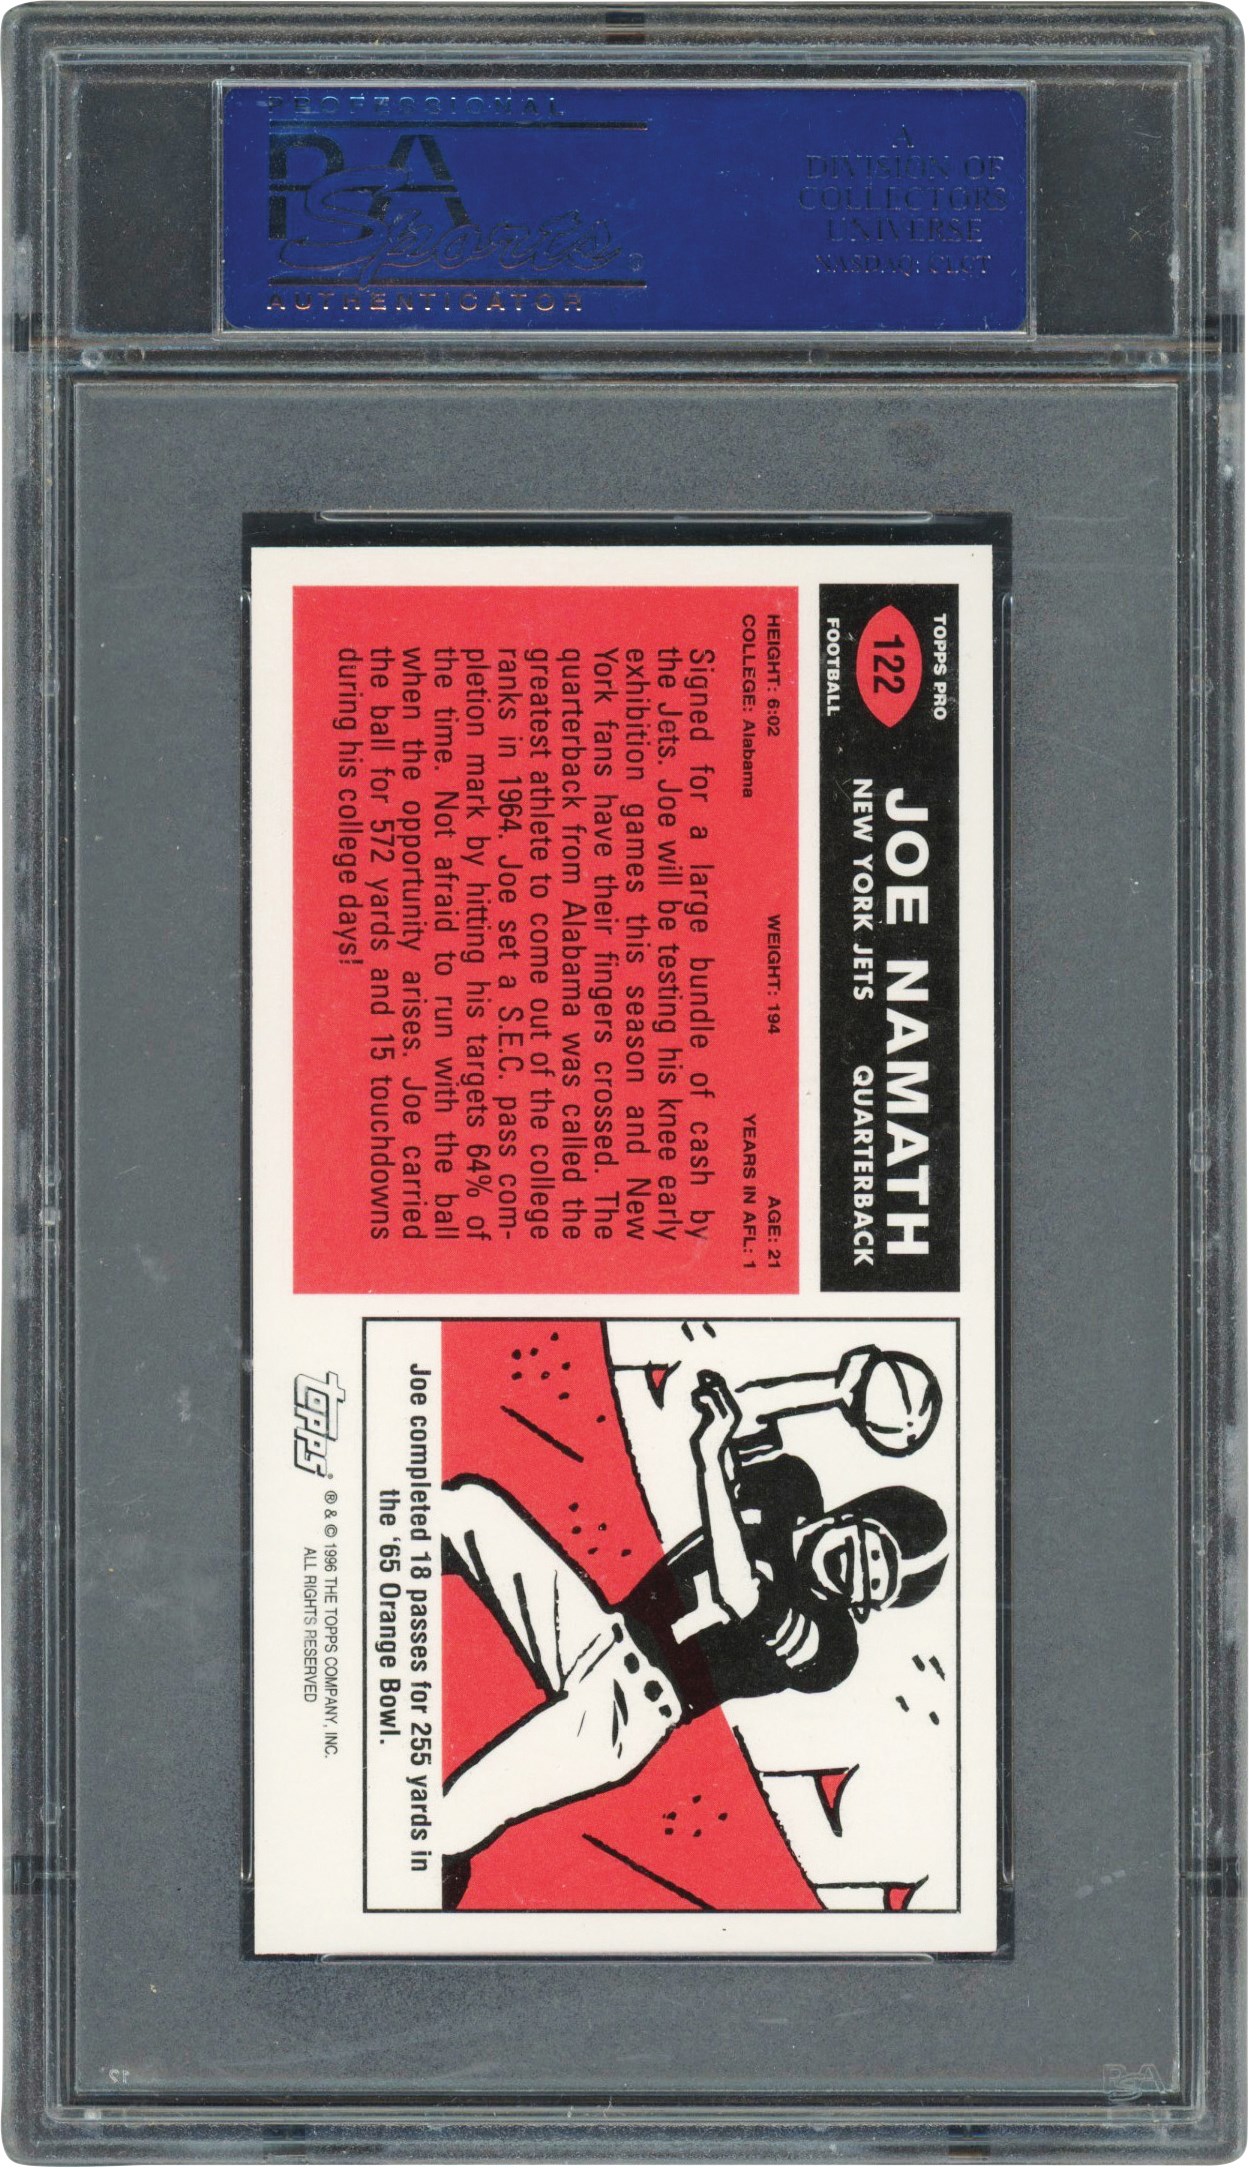 PROFESSIONAL
PSA
Sports®
AUTHENTICATOR
A
DIVISION OF
COLLECTORS
UNIVERSE
NASDAQ: CLCT
TOPPS PRO
122
FOOTBALL
JOE NAMATH
NEW YORK JETS QUARTERBACK
HEIGHT: 6:02 WEIGHT: 194 AGE: 21
COLLEGE: Alabama YEARS IN AFL: 1
Signed for a large bundle of cash by
the Jets. Joe will be testing his knee early
exhibition games this season and New
York fans have their fingers crossed. The
quarterback from Alabama was called the
greatest athlete to come out of the college
ranks in 1964. Joe set a S.E.C. pass com-
pletion mark by hitting his targets 64% of
the time. Not afraid to run with the ball
when the opportunity arises. Joe carried
the ball for 572 yards and 15 touchdowns
during his college days!
Joe completed 18 passes for 255 yards in
the '65 Orange Bowl.
topps®
® & © 1996 THE TOPPS COMPANY, INC.
ALL RIGHTS RESERVED
PSA